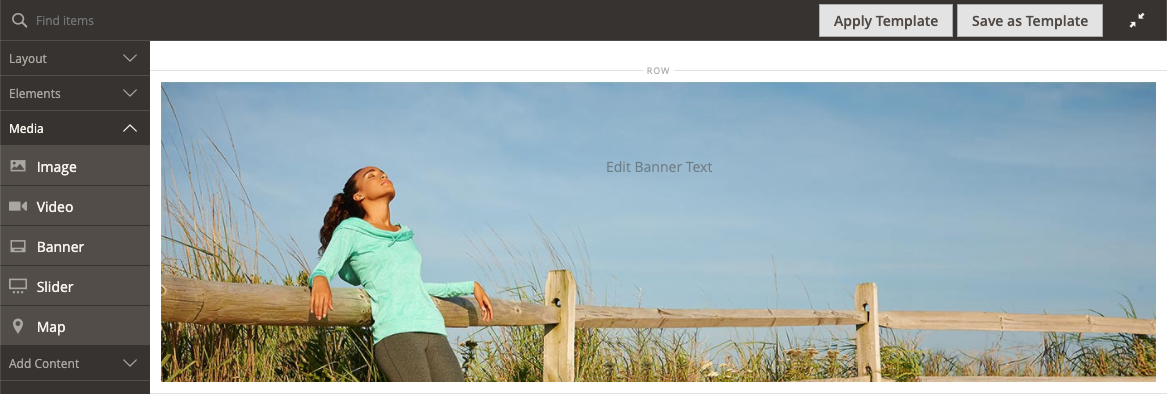 Find items
Apply Template
Save as Template
Layout
Elements
Media
Image
Video
Banner
Slider
Map
Add Content
ROW
Edit Banner Text